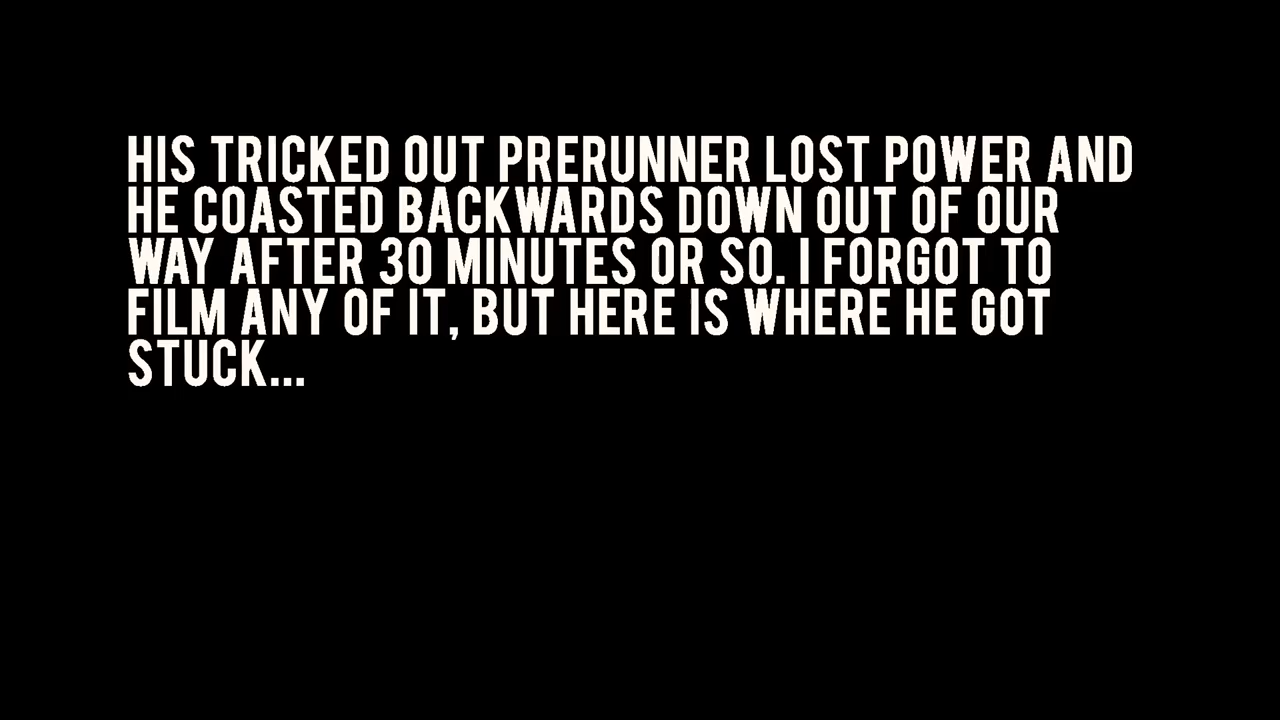 HIS TRICKED OUT PRERUNNER LOST POWER AND
HE COASTED BACKWARDS DOWN OUT OF OUR
WAY AFTER 30 MINUTES OR SO. I FORGOT TO
FILM ANY OF IT, BUT HERE IS WHERE HE GOT
STUCK...